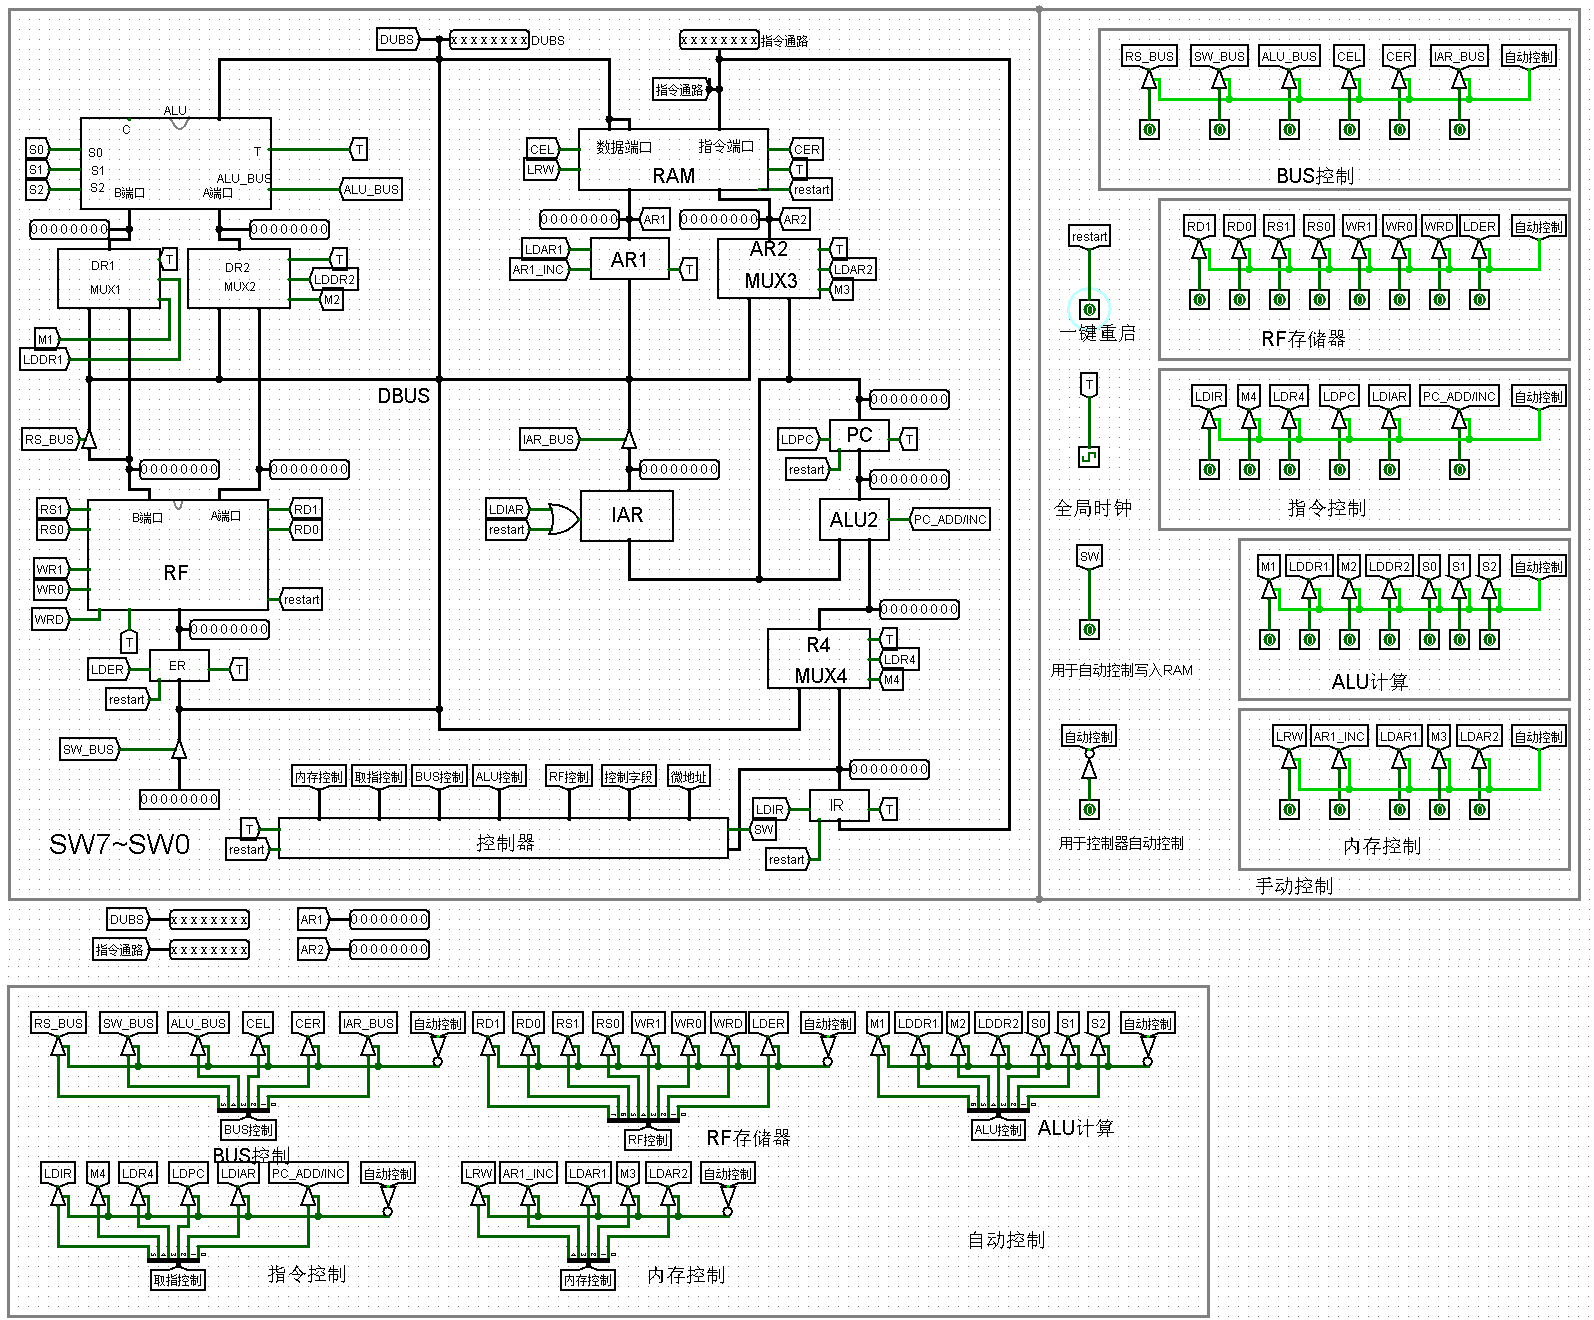 DUBS xxxxxxxx DUBS
xxxxxxxx 指令通路
指令通路
ALU
C
S0 S0 T T
S1 S1
S2 S2 ALU_BUS ALU_BUS
B端口 A端口
CEL 数据端口 指令端口 CER
LRW RAM T
restart
00000000 00000000
00000000 AR1 00000000 AR2
DR1 T
MUX1
DR2 T
MUX2 LDDR2
M2
LDAR1 AR1
AR1_INC T
AR2 T
MUX3 LDAR2
M3
M1
LDDR1
DBUS
00000000
RS_BUS
IAR_BUS
LDPC PC T
restart
00000000 00000000
00000000
00000000
RS1 B端口 A端口 RD1
RS0 RD0
WR1 RF
WR0
WRD restart
T
LDIAR IAR
restart
ALU2 PC_ADD/INC
00000000
00000000
LDER ER T
restart
R4 T
MUX4 LDR4
M4
SW_BUS
00000000
SW7~SW0
内存控制 取指控制 BUS控制 ALU控制 RF控制 控制字段 微地址
00000000
T 控制器 SW
restart
LDIR IR T
restart
RS_BUS SW_BUS ALU_BUS CEL CER IAR_BUS 自动控制
0 0 0 0 0 0
BUS控制
restart
0
一键重启
RD1 RD0 RS1 RS0 WR1 WR0 WRD LDER 自动控制
0 0 0 0 0 0 0 0
RF存储器
T
全局时钟
LDIR M4 LDR4 LDPC LDIAR PC_ADD/INC 自动控制
0 0 0 0 0 0
指令控制
SW
0
用于自动控制写入RAM
M1 LDDR1 M2 LDDR2 S0 S1 S2 自动控制
0 0 0 0 0 0 0
ALU计算
自动控制
0
用于控制器自动控制
LRW AR1_INC LDAR1 M3 LDAR2 自动控制
0 0 0 0 0
内存控制
手动控制
DUBS xxxxxxxx AR1 00000000
指令通路 xxxxxxxx AR2 00000000
RS_BUS SW_BUS ALU_BUS CEL CER IAR_BUS 自动控制
BUS控制
BUS控制
RD1 RD0 RS1 RS0 WR1 WR0 WRD LDER 自动控制
RF控制
RF存储器
M1 LDDR1 M2 LDDR2 S0 S1 S2 自动控制
ALU控制
ALU计算
LDIR M4 LDR4 LDPC LDIAR PC_ADD/INC 自动控制
取指控制
指令控制
LRW AR1_INC LDAR1 M3 LDAR2 自动控制
内存控制
内存控制
自动控制